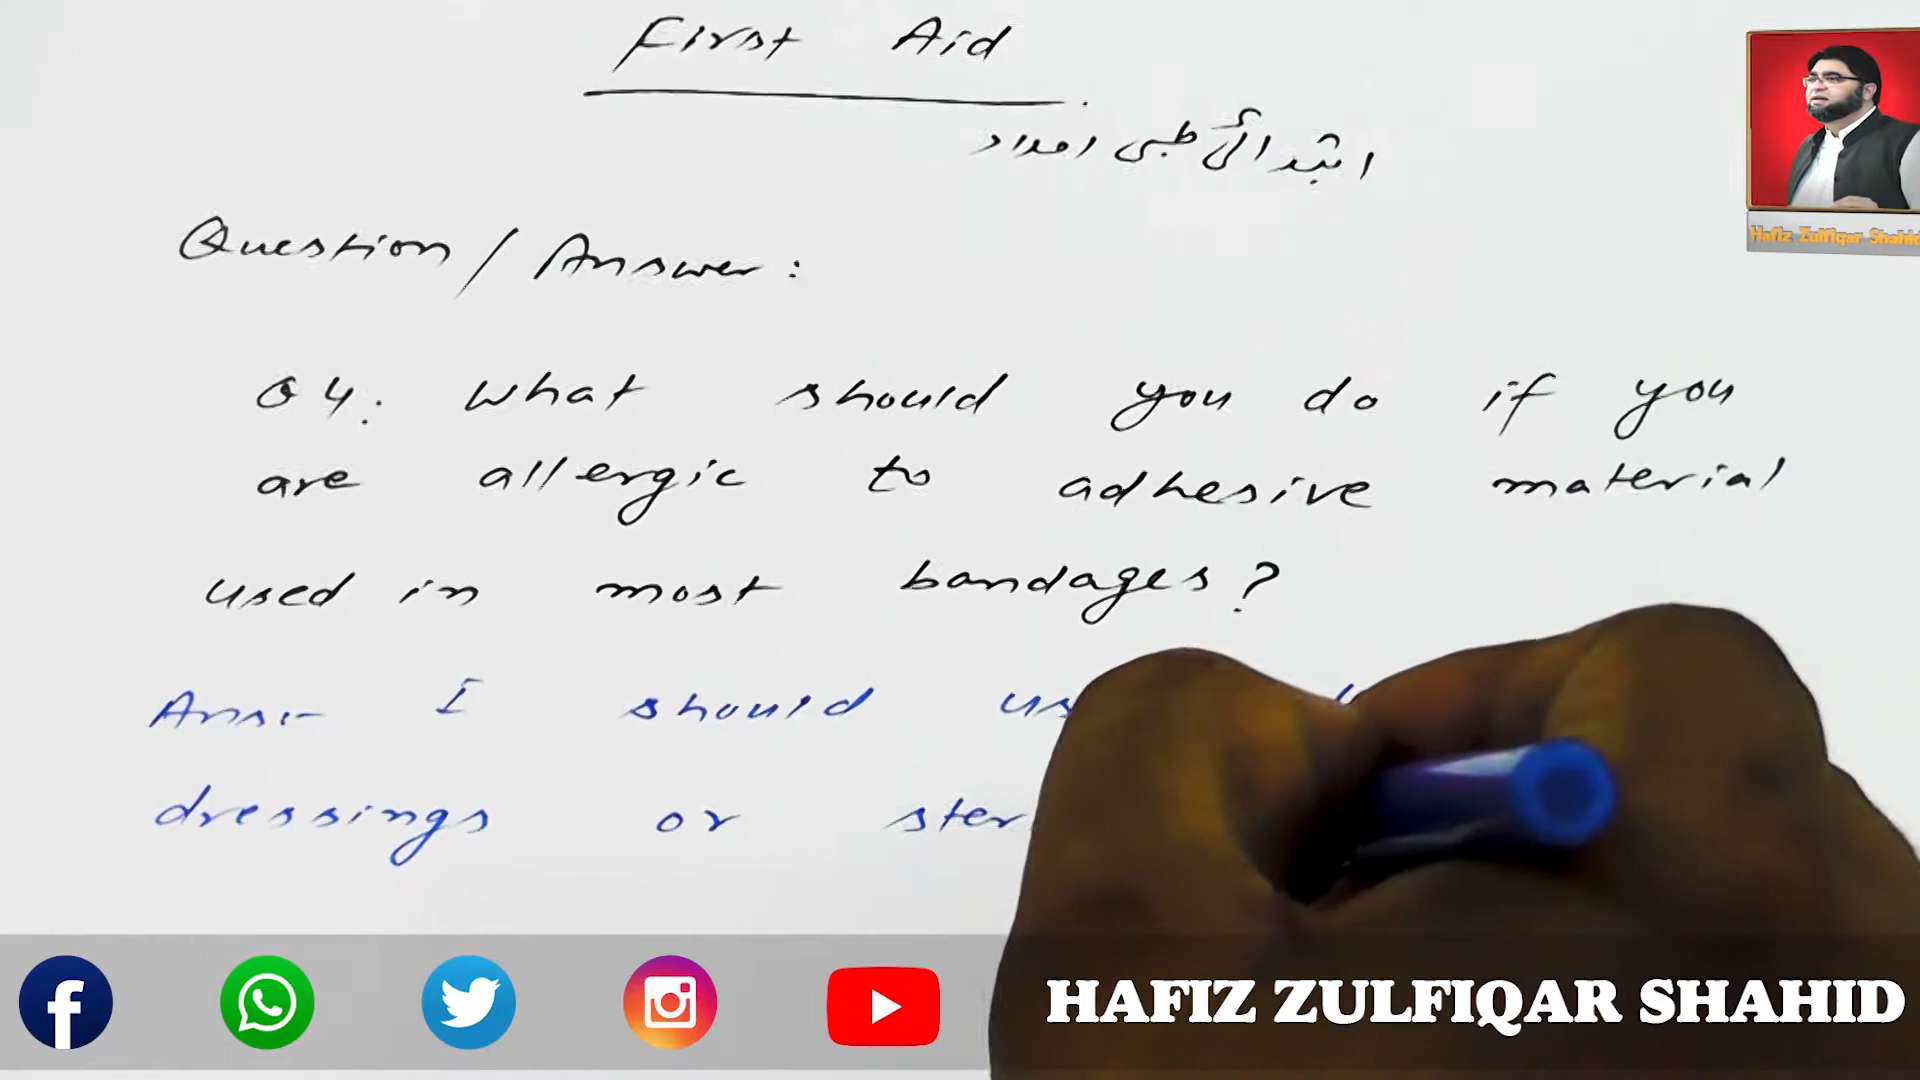 First Aid
ابتدائی طبی امداد
Hafiz Zulfiqar Shahid
Question / Answer :
Q4: What should you do if you
are allergic to adhesive material
used in most bandages?
Ans:- I should
dressings or
HAFIZ ZULFIQAR SHAHID